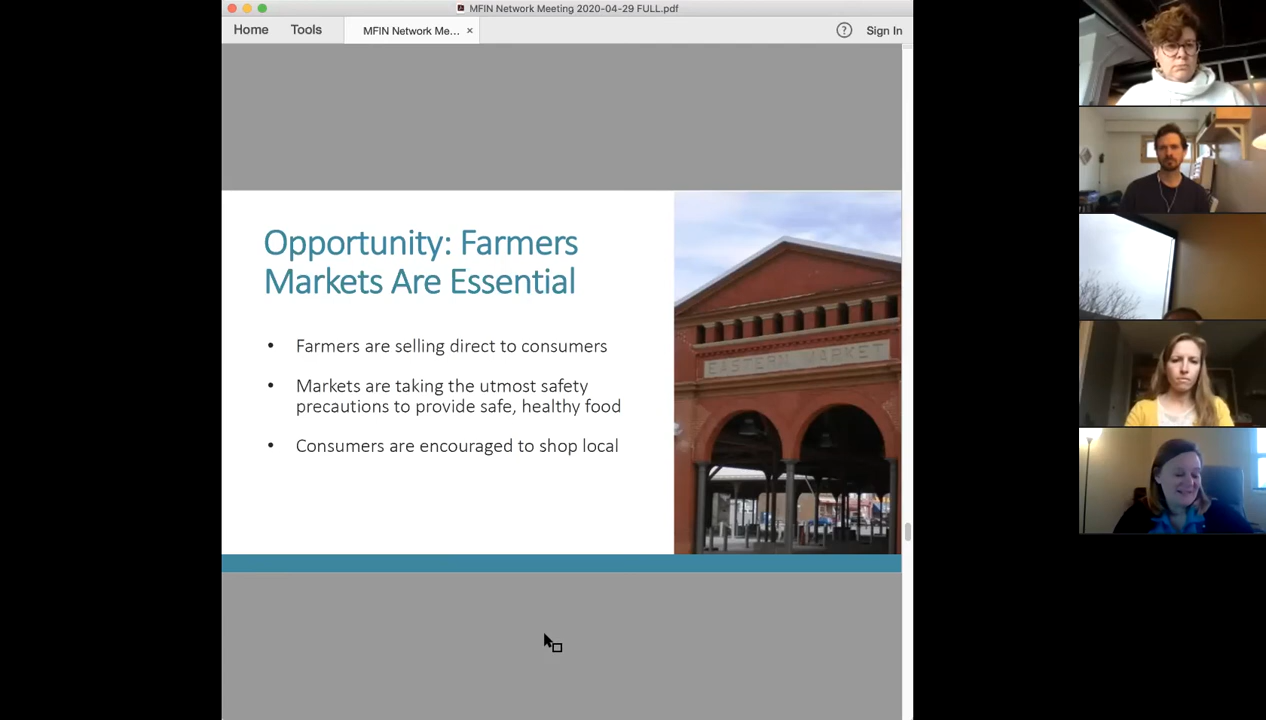 MFIN Network Meeting 2020-04-29 FULL.pdf
Home Tools MFIN Network Me... × ? Sign In
Opportunity: Farmers
Markets Are Essential
• Farmers are selling direct to consumers
• Markets are taking the utmost safety
precautions to provide safe, healthy food
• Consumers are encouraged to shop local
EASTERN MARKET